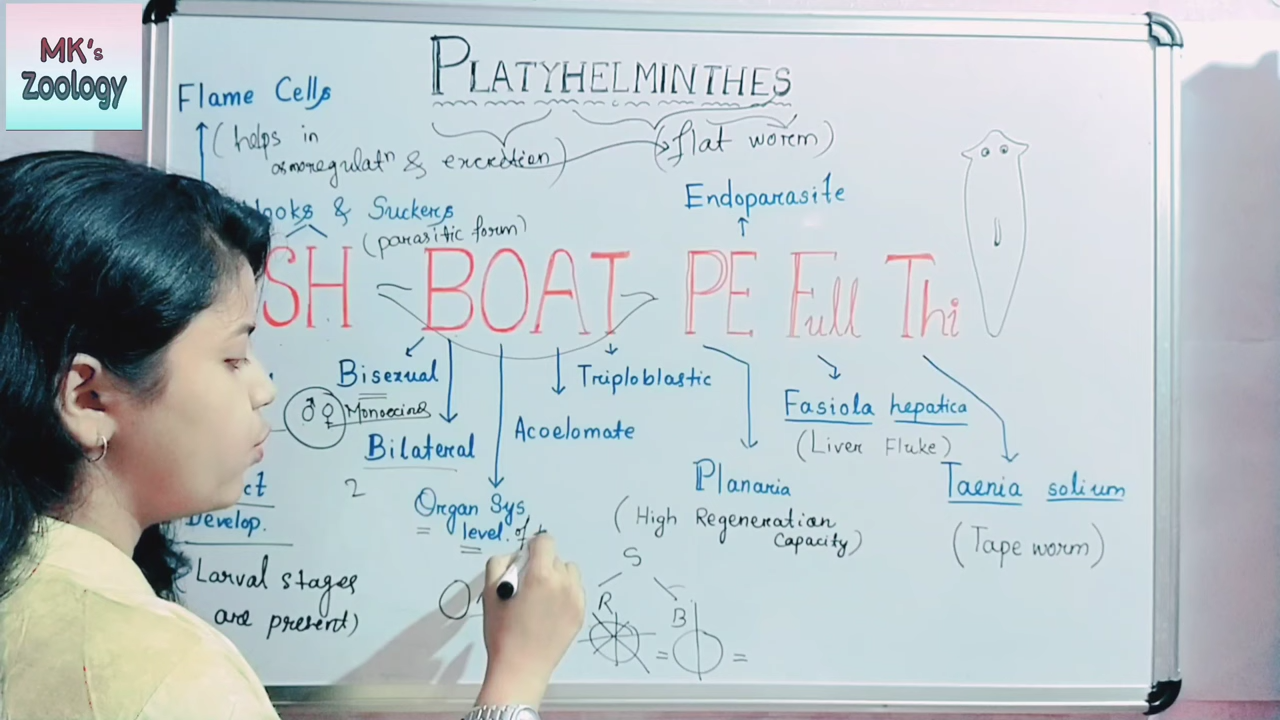 MK's
Zoology
PLATYHELMINTHES
Flame Cells
(helps in
osmoregulatⁿ & excretion)
(flat worm)
Hooks & Suckers
(parasitic form)
Endoparasite
SH BOAT PE Full Thi
Bisexual
♂♀ Monoecious
Bilateral
Triploblastic
Acoelomate
2
Organ Sys
level. of
Fasiola hepatica
(Liver Fluke)
Planaria
(High Regeneration
Capacity)
Taenia solium
(Tape worm)
Develop.
Larval stages
are present)
S
R B
= =